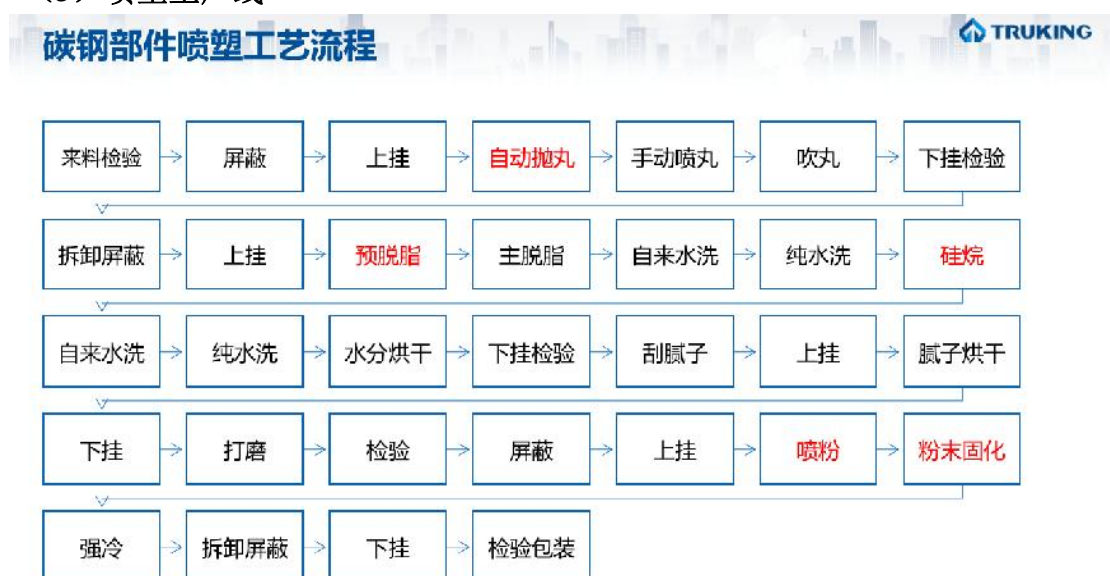 碳钢部件喷塑工艺流程
TRUKING
来料检验 屏蔽 上挂 自动抛丸 手动喷丸 吹丸 下挂检验
拆卸屏蔽 上挂 预脱脂 主脱脂 自来水洗 纯水洗 硅烷
自来水洗 纯水洗 水分烘干 下挂检验 刮腻子 上挂 腻子烘干
下挂 打磨 检验 屏蔽 上挂 喷粉 粉末固化
强冷 拆卸屏蔽 下挂 检验包装